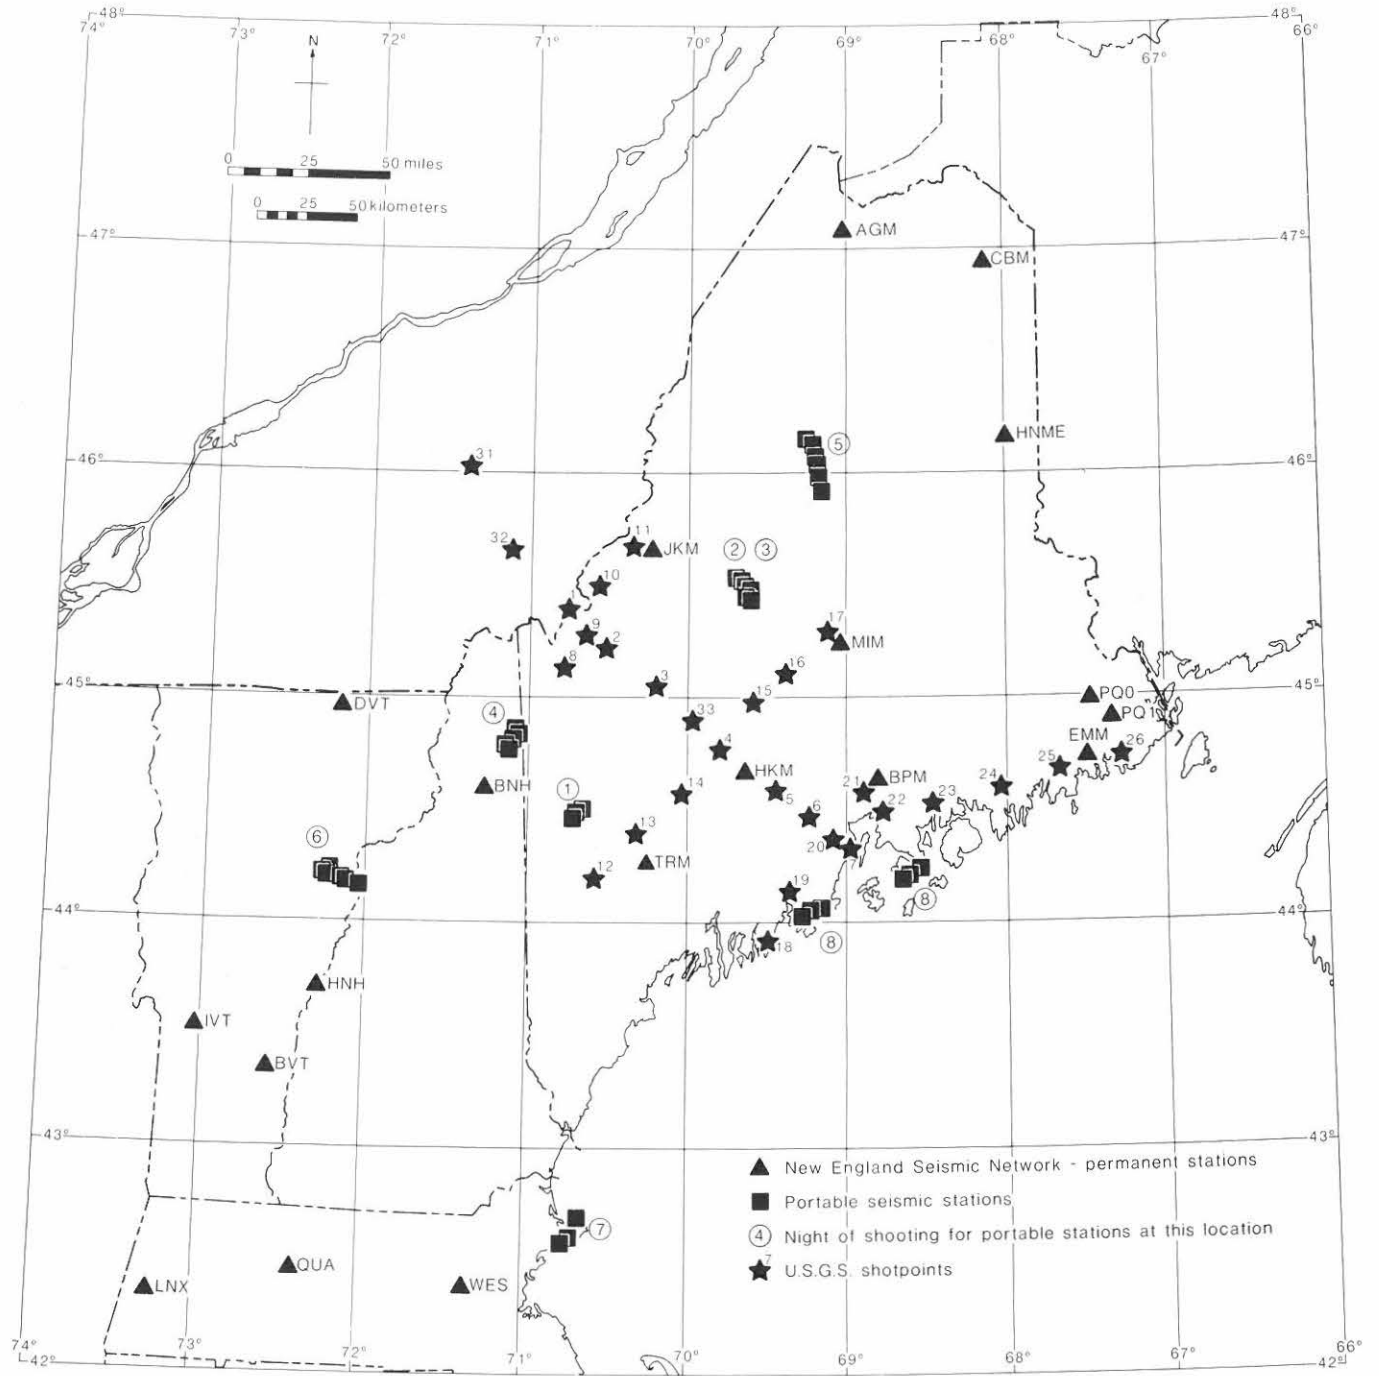 48°
74°
73°
72°
71°
70°
69°
68°
67°
66°
48°
N
0 25 50 miles
0 25 50 kilometers
47°
AGM
CBM
47°
5
HNME
46°
31
46°
32
11
JKM
2 3
10
1
9
2
8
17
MIM
16
3
15
45°
45°
DVT
33
PQ0
PQ1
4
4
EMM
26
25
HKM
BPM
BNH
14
5
21
24
23
22
1
6
13
20
7
6
TRM
12
19
8
44°
44°
18
8
HNH
IVT
BVT
43°
43°
New England Seismic Network - permanent stations
Portable seismic stations
4 Night of shooting for portable stations at this location
7 U.S.G.S. shotpoints
7
QUA
LNX
WES
74°
42°
73°
72°
71°
70°
69°
68°
67°
66°
42°